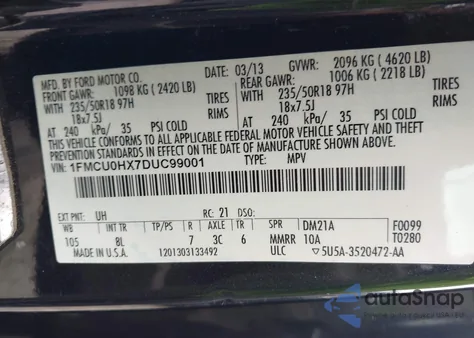 MFD. BY FORD MOTOR CO.
DATE: 03/13 GVWR: 2096 KG (4620 LB)
FRONT GAWR: 1098 KG (2420 LB) REAR GAWR: 1006 KG (2218 LB)
WITH 235/50R18 97H TIRES WITH 235/50R18 97H TIRES
18x7.5J RIMS 18x7.5J RIMS
AT 240 kPa/ 35 PSI COLD AT 240 kPa/ 35 PSI COLD
THIS VEHICLE CONFORMS TO ALL APPLICABLE FEDERAL MOTOR VEHICLE SAFETY, BUMPER, AND THEFT PREVENTION STANDARDS IN EFFECT ON THE DATE OF MANUFACTURE SHOWN ABOVE.
VIN: 1FMCU0HX7DUC99001 TYPE: MPV
EXT PNT: UH RC: 21 DSO:
WB BRK INT TR TP/PS R AXLE TR SPR DM21A F0099
105 8L 7 3C 6 MMRR 10A T0280
MADE IN U.S.A. 1201303133492 ULC 5U5A-3520472-AA
autoSnap